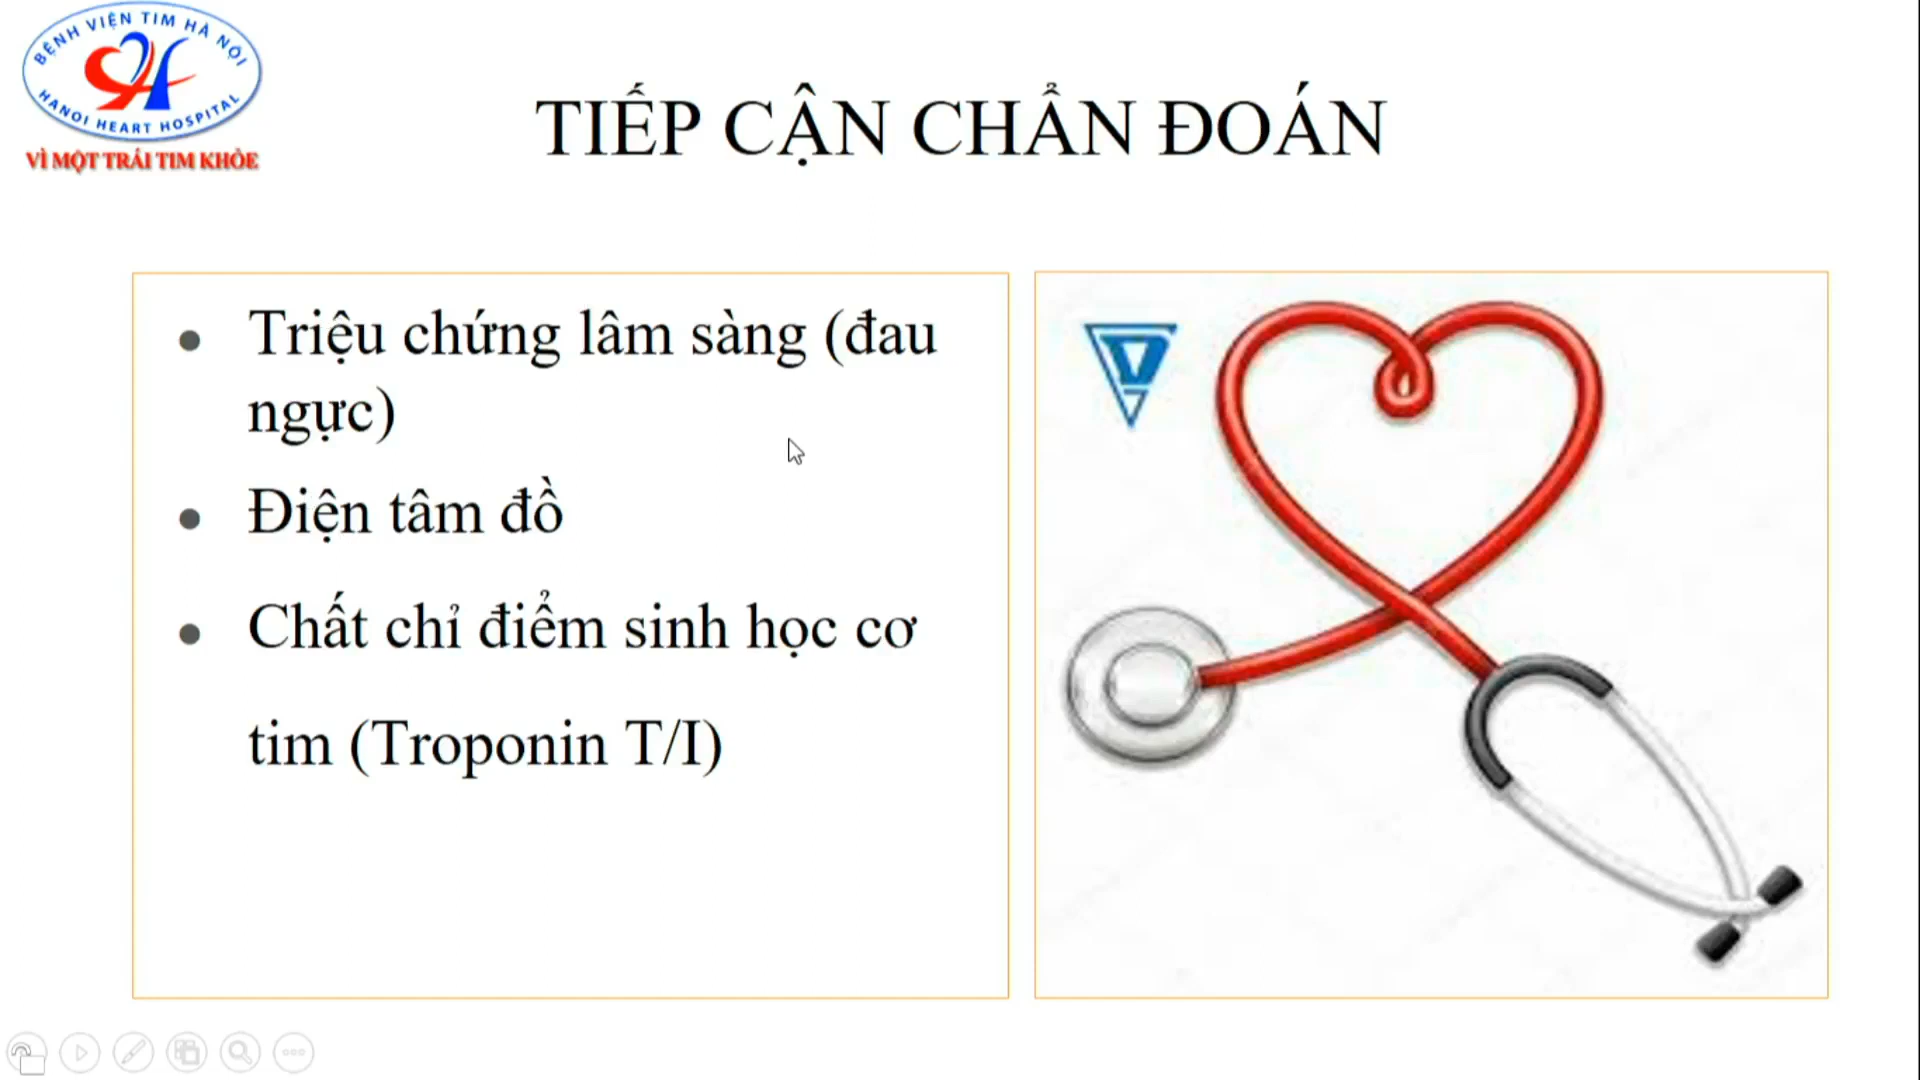 BỆNH VIỆN TIM HÀ NỘI
HANOI HEART HOSPITAL
VÌ MỘT TRÁI TIM KHỎE
TIẾP CẬN CHẨN ĐOÁN
Triệu chứng lâm sàng (đau
ngực)
Điện tâm đồ
Chất chỉ điểm sinh học cơ
tim (Troponin T/I)